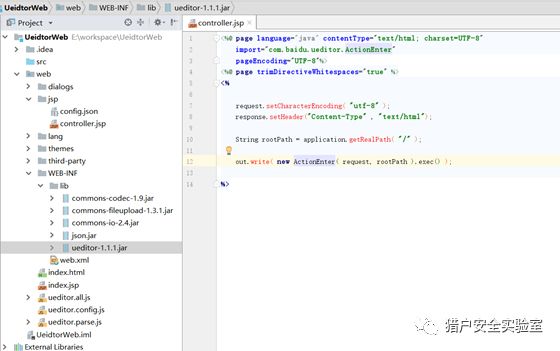 UeidtorWeb
web
WEB-INF
lib
ueditor-1.1.1.jar
Project
controller.jsp
UeidtorWeb E:\workspace\UeidtorWeb
.idea
src
web
dialogs
jsp
config.json
controller.jsp
lang
themes
third-party
WEB-INF
lib
commons-codec-1.9.jar
commons-fileupload-1.3.1.jar
commons-io-2.4.jar
json.jar
ueditor-1.1.1.jar
web.xml
index.html
index.jsp
ueditor.all.js
ueditor.config.js
ueditor.parse.js
UeidtorWeb.iml
External Libraries
1 <%@ page language="java" contentType="text/html; charset=UTF-8"
2 import="com.baidu.ueditor.ActionEnter"
3 pageEncoding="UTF-8"%>
4 <%@ page trimDirectiveWhitespaces="true" %>
5 <%
6
7 request.setCharacterEncoding( "utf-8" );
8 response.setHeader("Content-Type" , "text/html");
9
10 String rootPath = application.getRealPath( "/" );
11
12 out.write( new ActionEnter( request, rootPath ).exec() );
13
14 %>
猎户安全实验室